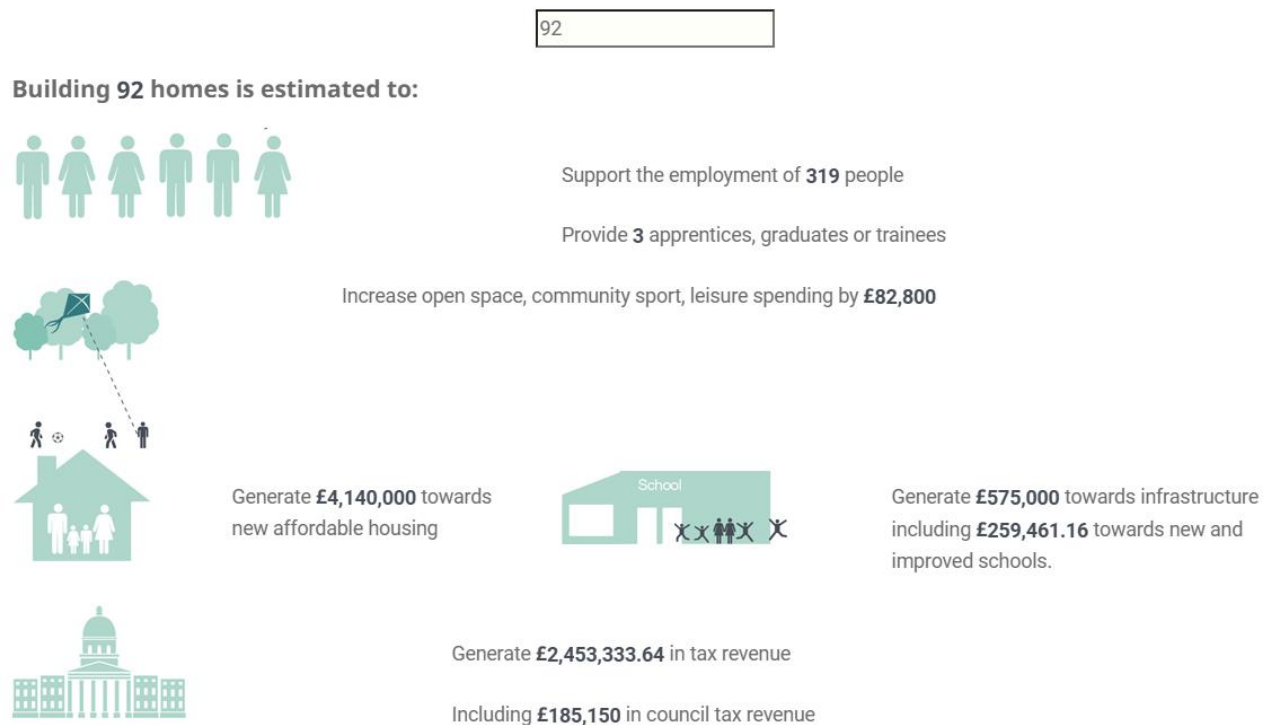 92
Building 92 homes is estimated to:
Support the employment of 319 people
Provide 3 apprentices, graduates or trainees
Increase open space, community sport, leisure spending by £82,800
Generate £4,140,000 towards
new affordable housing
School
Generate £575,000 towards infrastructure
including £259,461.16 towards new and
improved schools.
Generate £2,453,333.64 in tax revenue
Including £185,150 in council tax revenue